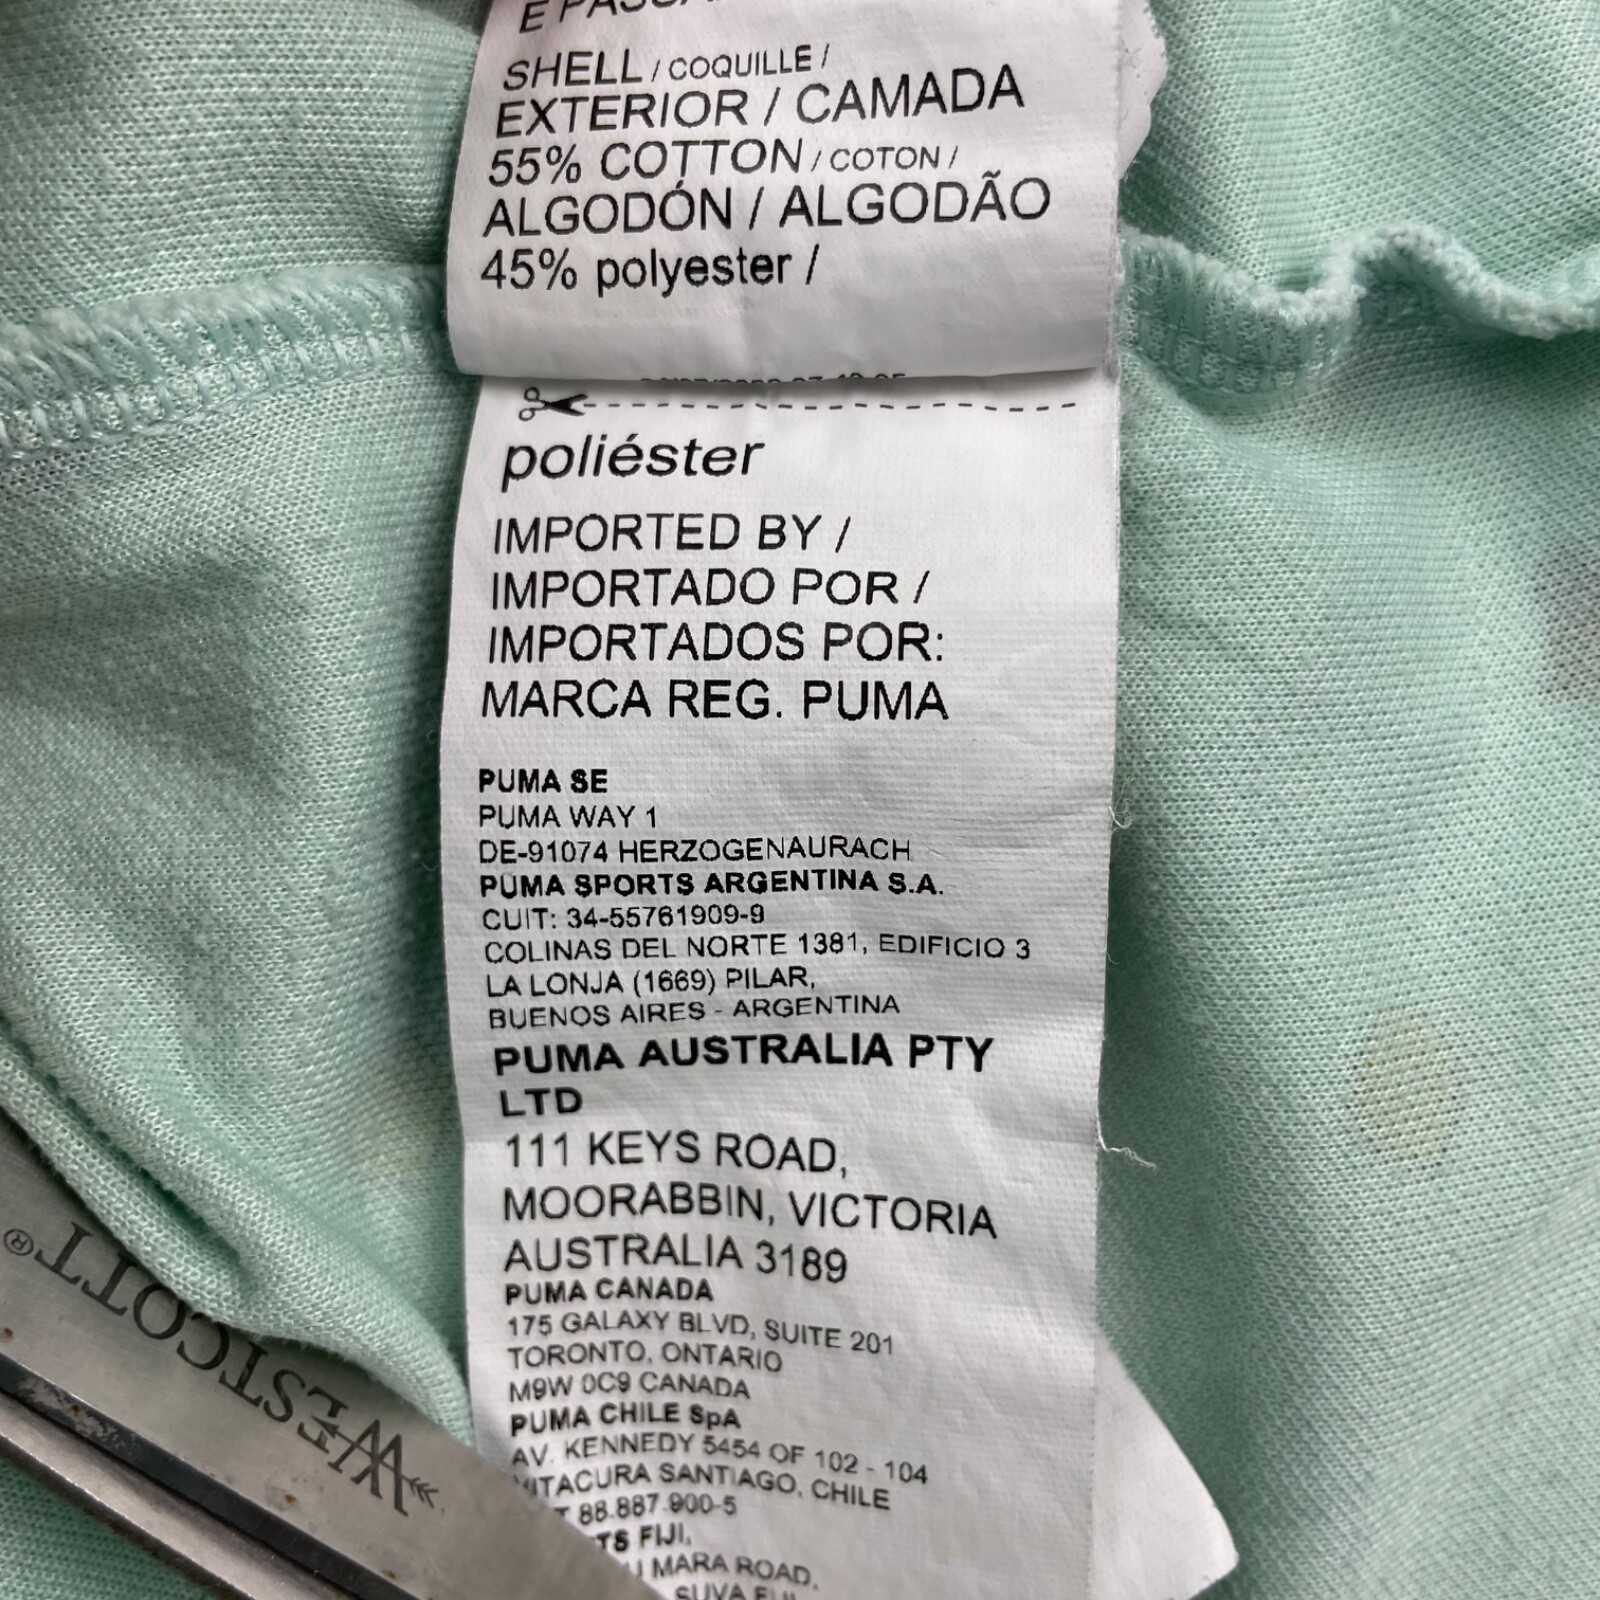 SHELL / COQUILLE /
EXTERIOR / CAMADA
55% COTTON / COTON /
ALGODÓN / ALGODÃO
45% polyester /
poliéster
IMPORTED BY /
IMPORTADO POR /
IMPORTADOS POR:
MARCA REG. PUMA
PUMA SE
PUMA WAY 1
DE-91074 HERZOGENAURACH
PUMA SPORTS ARGENTINA S.A.
CUIT: 34-55761909-9
COLINAS DEL NORTE 1381, EDIFICIO 3
LA LONJA (1669) PILAR,
BUENOS AIRES - ARGENTINA
PUMA AUSTRALIA PTY
LTD
111 KEYS ROAD,
MOORABBIN, VICTORIA
AUSTRALIA 3189
PUMA CANADA
175 GALAXY BLVD, SUITE 201
TORONTO, ONTARIO
M9W 0C9 CANADA
PUMA CHILE SpA
AV. KENNEDY 5454 OF 102 - 104
VITACURA SANTIAGO, CHILE
88.887.900-5
FIJI,
MARA ROAD,
SUVA FIJI
WESTCOTT®